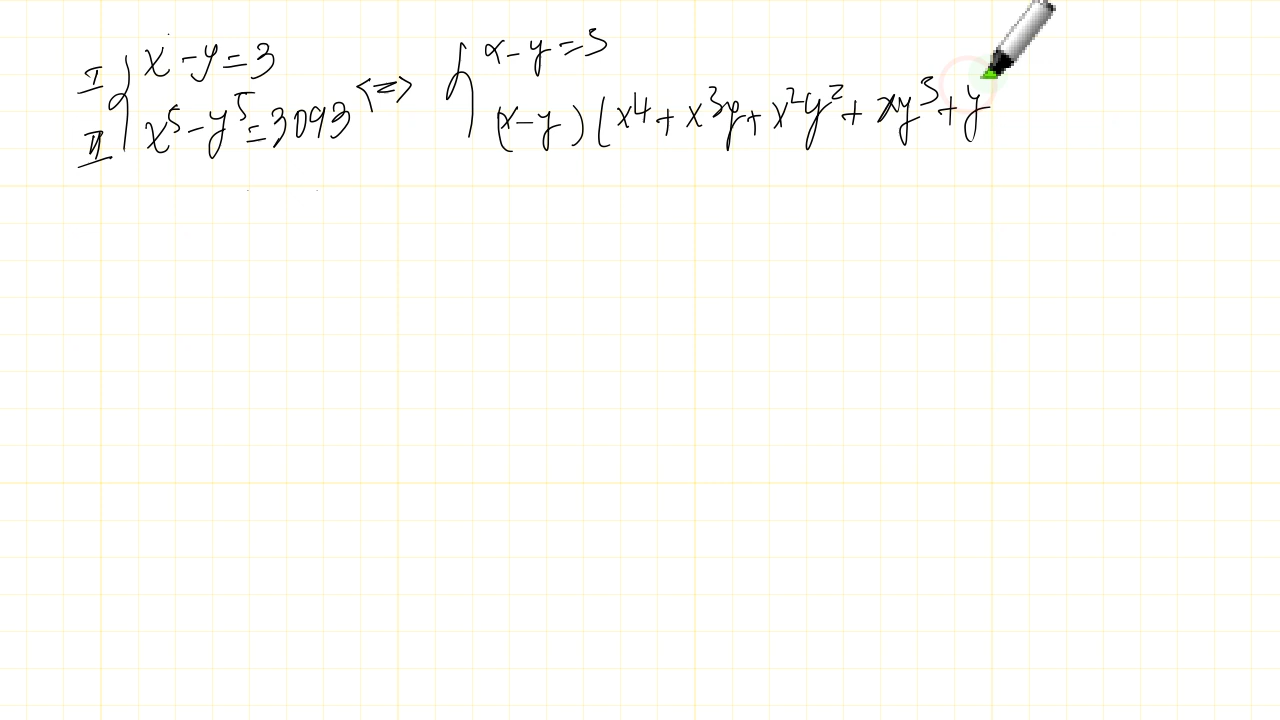 I { x - y = 3 <=> { x - y = 3
II { x⁵ - y⁵ = 3093 { (x - y) (x⁴ + x³y + x²y² + xy³ + y